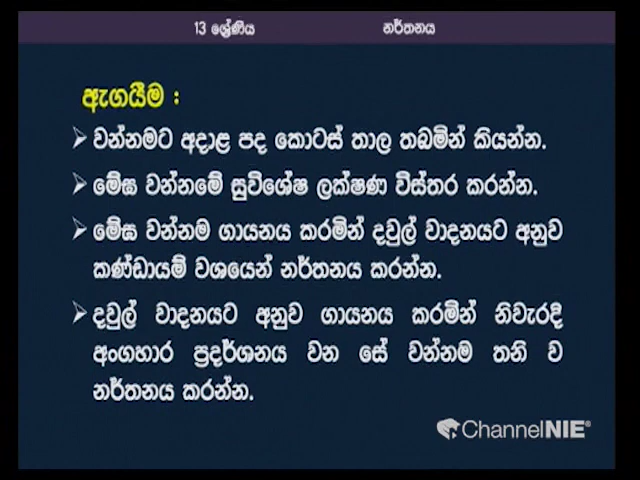 13 ශ්‍රේණිය නර්තනය
ඇගයීම :
➢ වන්නමට අදාළ පද කොටස් තාල තබමින් කියන්න.
➢ මේඝ වන්නමේ සුවිශේෂ ලක්ෂණ විස්තර කරන්න.
➢ මේඝ වන්නම ගායනය කරමින් දවුල් වාදනයට අනුව
කණ්ඩායම් වශයෙන් නර්තනය කරන්න.
➢ දවුල් වාදනයට අනුව ගායනය කරමින් නිවැරදි
අංගහාර ප්‍රදර්ශනය වන සේ වන්නම තනි ව
නර්තනය කරන්න.
ChannelNIE®